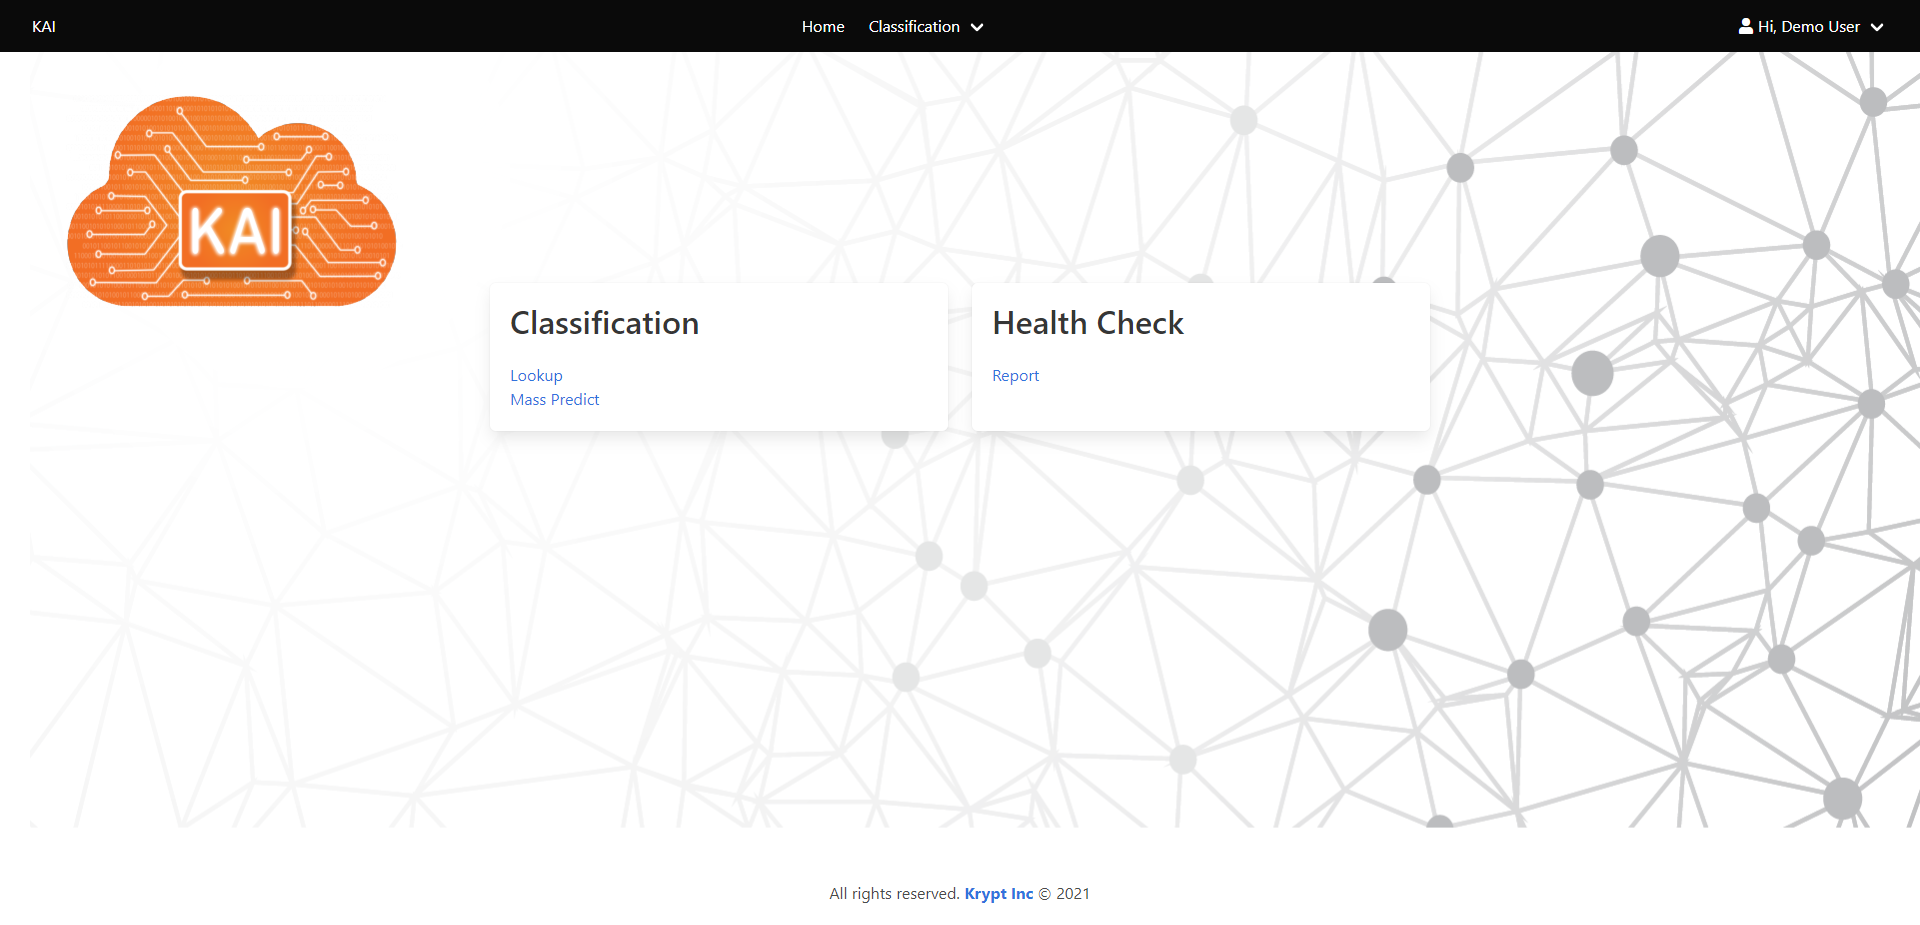 KAI
Home
Classification
Hi, Demo User
KAI
Classification
Lookup
Mass Predict
Health Check
Report
All rights reserved. Krypt Inc © 2021